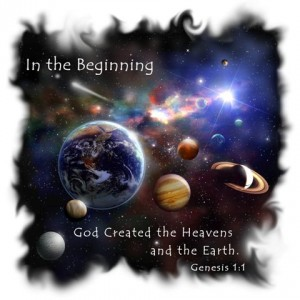 In the Beginning
God Created the Heavens
and the Earth.
Genesis 1:1